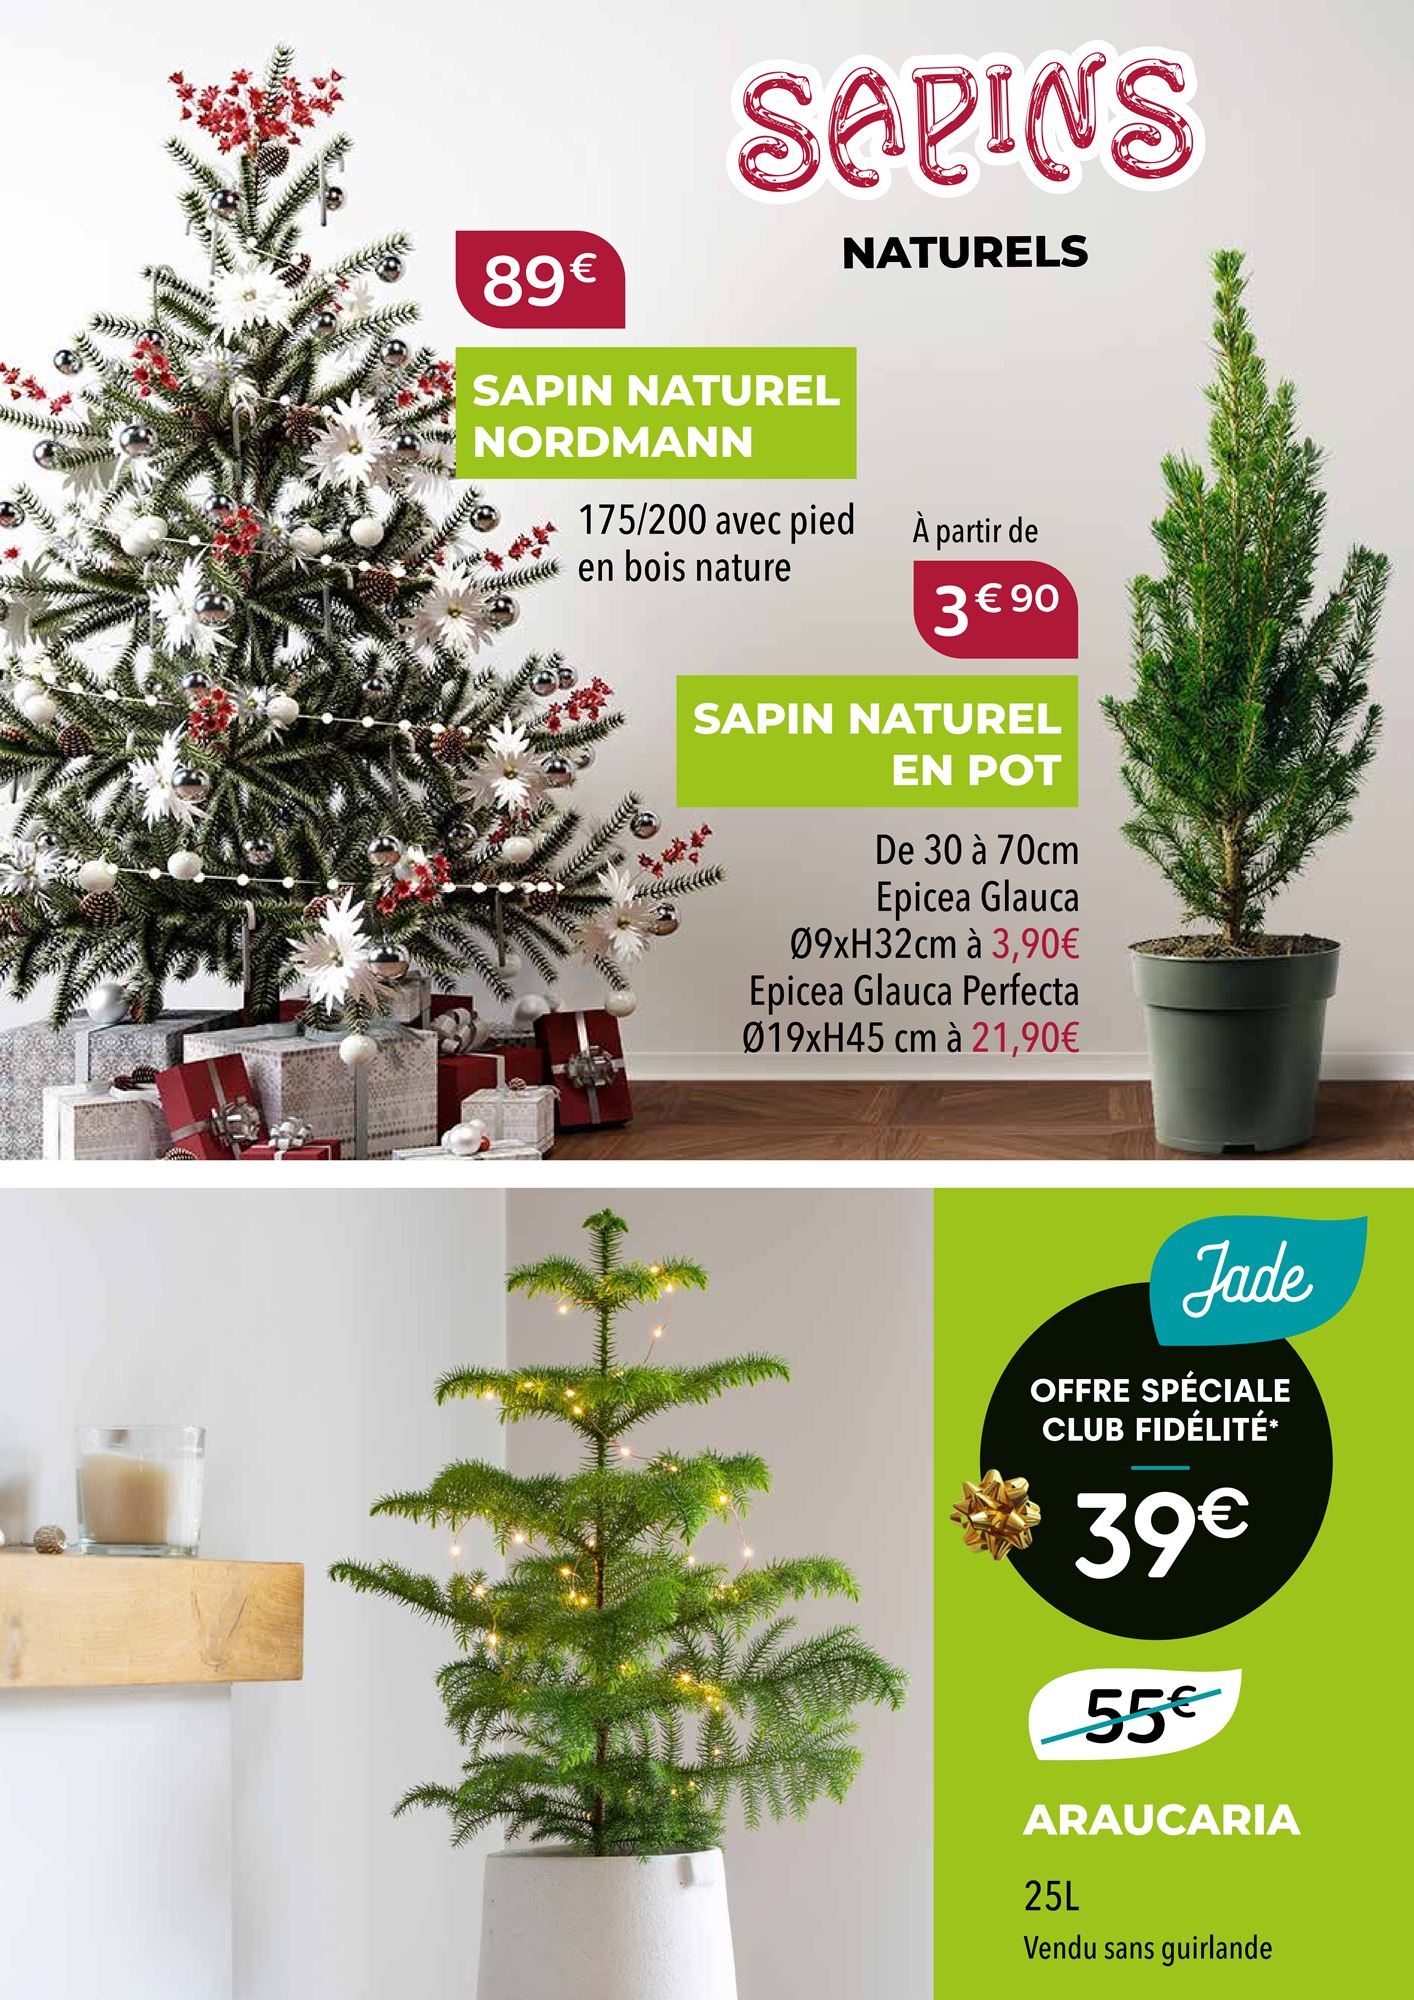 SAPINS
NATURELS
89€
SAPIN NATUREL
NORDMANN
175/200 avec pied
en bois nature
À partir de
3€90
SAPIN NATUREL
EN POT
De 30 à 70cm
Epicea Glauca
Ø9xH32cm à 3,90€
Epicea Glauca Perfecta
Ø19xH45 cm à 21,90€
Jade
OFFRE SPÉCIALE
CLUB FIDÉLITÉ*
39€
55€
ARAUCARIA
25L
Vendu sans guirlande